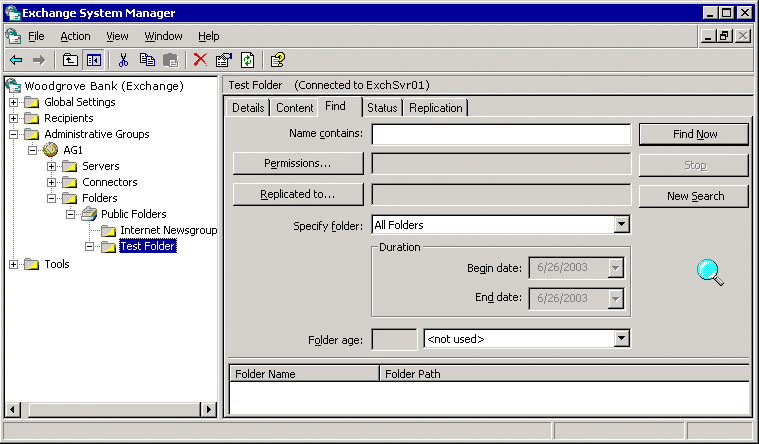 Exchange System Manager
File Action View Window Help
Woodgrove Bank (Exchange)
Global Settings
Recipients
Administrative Groups
AG1
Servers
Connectors
Folders
Public Folders
Internet Newsgroup
Test Folder
Tools
Test Folder (Connected to ExchSvr01)
Details Content Find Status Replication
Name contains:
Find Now
Permissions...
Stop
Replicated to...
New Search
Specify folder: All Folders
Duration
Begin date: 6/26/2003
End date: 6/26/2003
Folder age: <not used>
Folder Name Folder Path